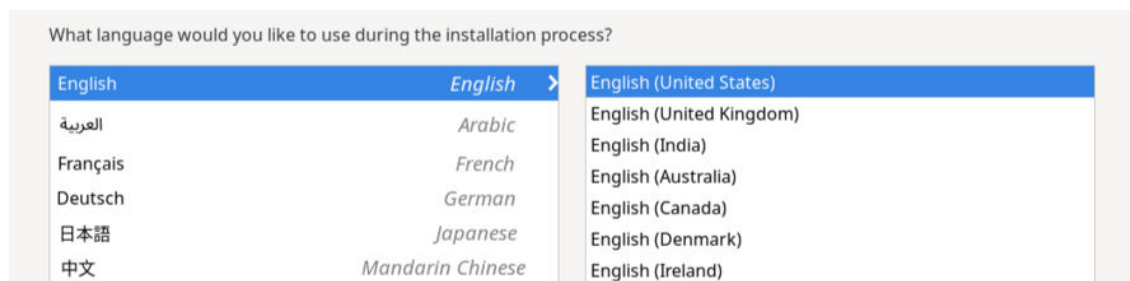 What language would you like to use during the installation process?
English English
العربية Arabic
Français French
Deutsch German
日本語 Japanese
中文 Mandarin Chinese
English (United States)
English (United Kingdom)
English (India)
English (Australia)
English (Canada)
English (Denmark)
English (Ireland)